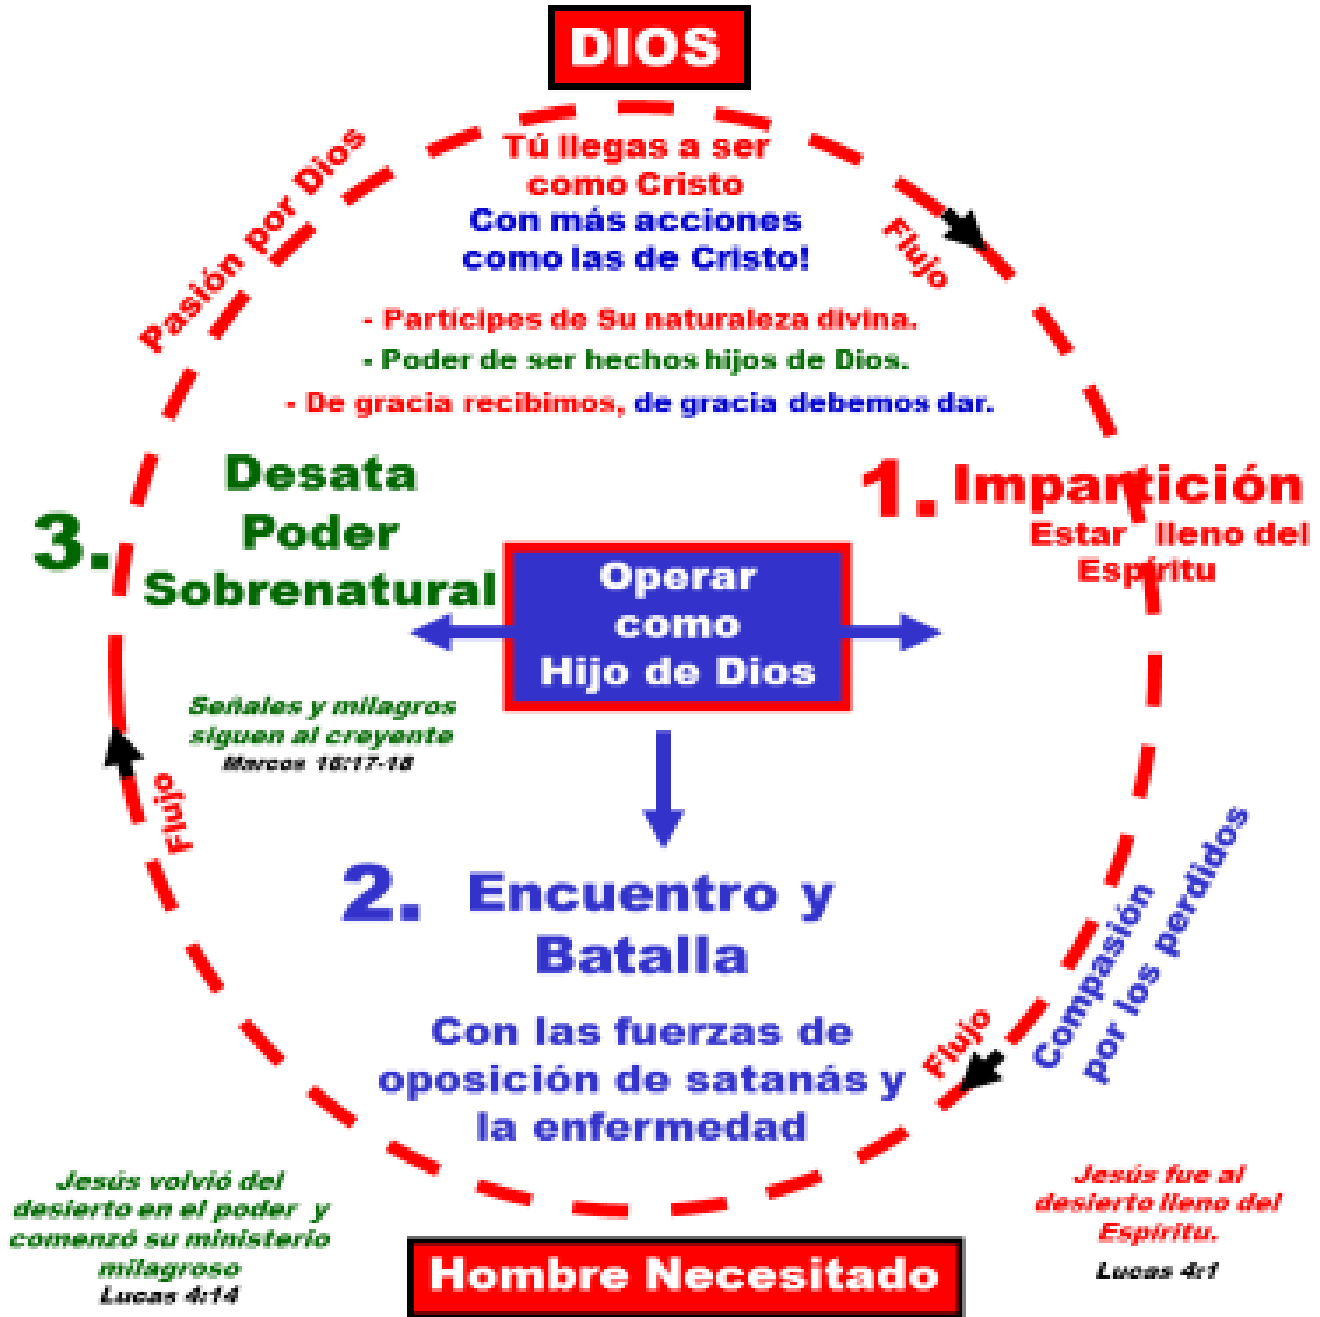 DIOS
Tú llegas a ser
como Cristo
Con más acciones
como las de Cristo!
Pasión por Dios
Flujo
- Partícipes de Su naturaleza divina.
- Poder de ser hechos hijos de Dios.
- De gracia recibimos, de gracia debemos dar.
1. Impartición
Estar lleno del
Espíritu
3. Desata
Poder
Sobrenatural
Operar
como
Hijo de Dios
Señales y milagros
siguen al creyente
Marcos 16:17-18
Flujo
2. Encuentro y
Batalla
Con las fuerzas de
oposición de satanás y
la enfermedad
Flujo
Compasión
por los perdidos
Jesús volvió del
desierto en el poder y
comenzó su ministerio
milagroso
Lucas 4:14
Jesús fue al
desierto lleno del
Espíritu.
Lucas 4:1
Hombre Necesitado